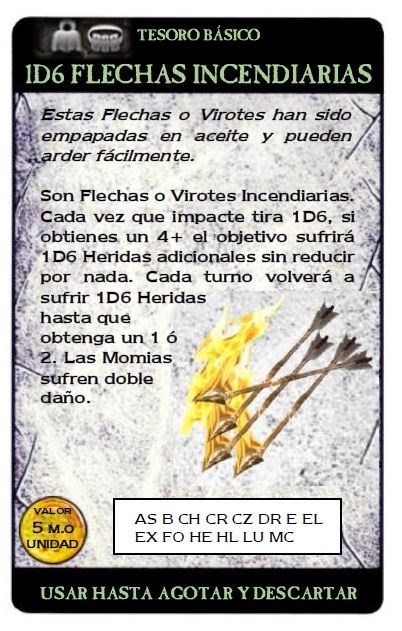 TESORO BÁSICO
1D6 FLECHAS INCENDIARIAS
Estas Flechas o Virotes han sido
empapadas en aceite y pueden
arder fácilmente.
Son Flechas o Virotes Incendiarias.
Cada vez que impacte tira 1D6, si
obtienes un 4+ el objetivo sufrirá
1D6 Heridas adicionales sin reducir
por nada. Cada turno volverá a
sufrir 1D6 Heridas
hasta que
obtenga un 1 ó
2. Las Momias
sufren doble
daño.
VALOR
5 M.O
UNIDAD
AS B CH CR CZ DR E EL
EX FO HE HL LU MC
USAR HASTA AGOTAR Y DESCARTAR